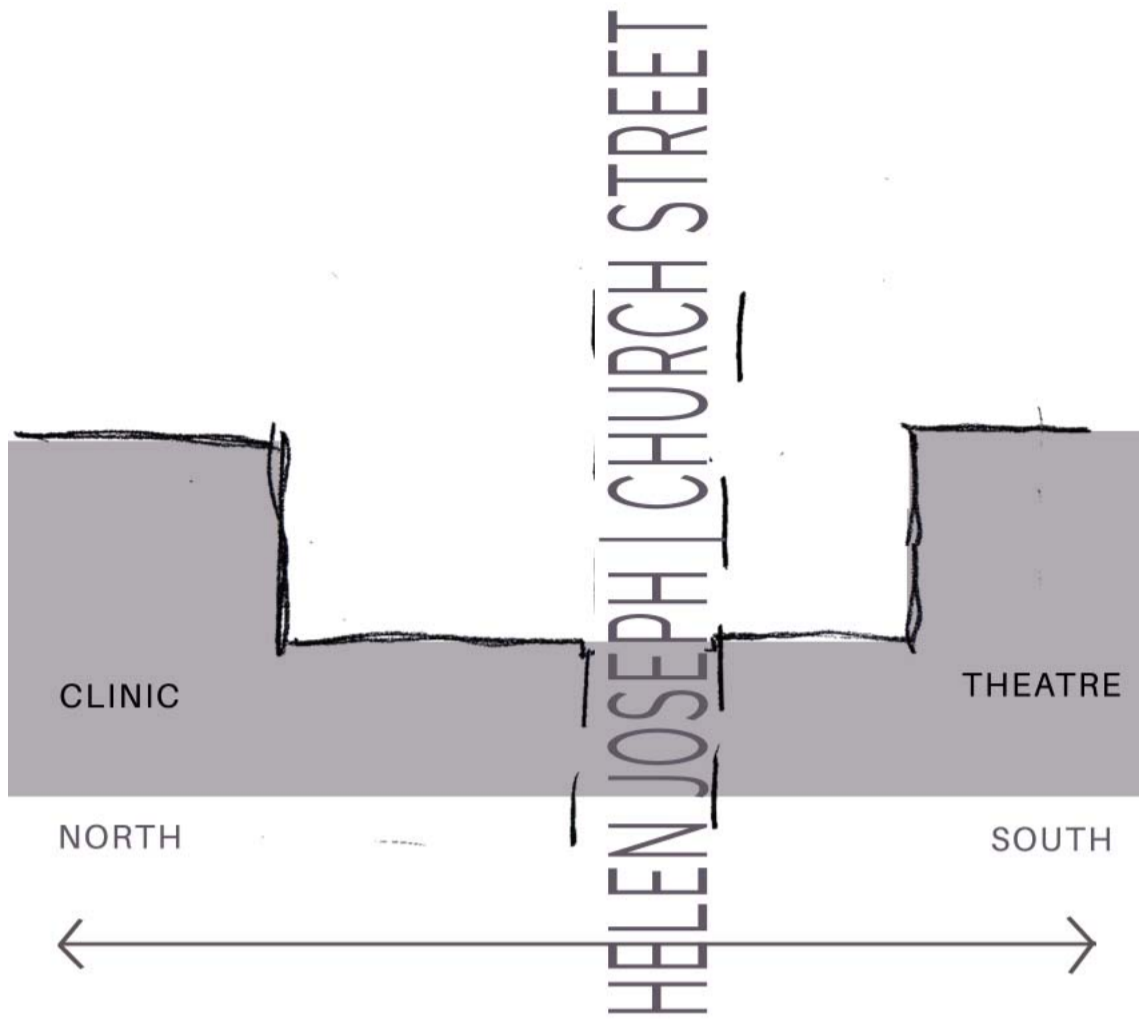 HELEN JOSEPH | CHURCH STREET
CLINIC
THEATRE
NORTH
SOUTH